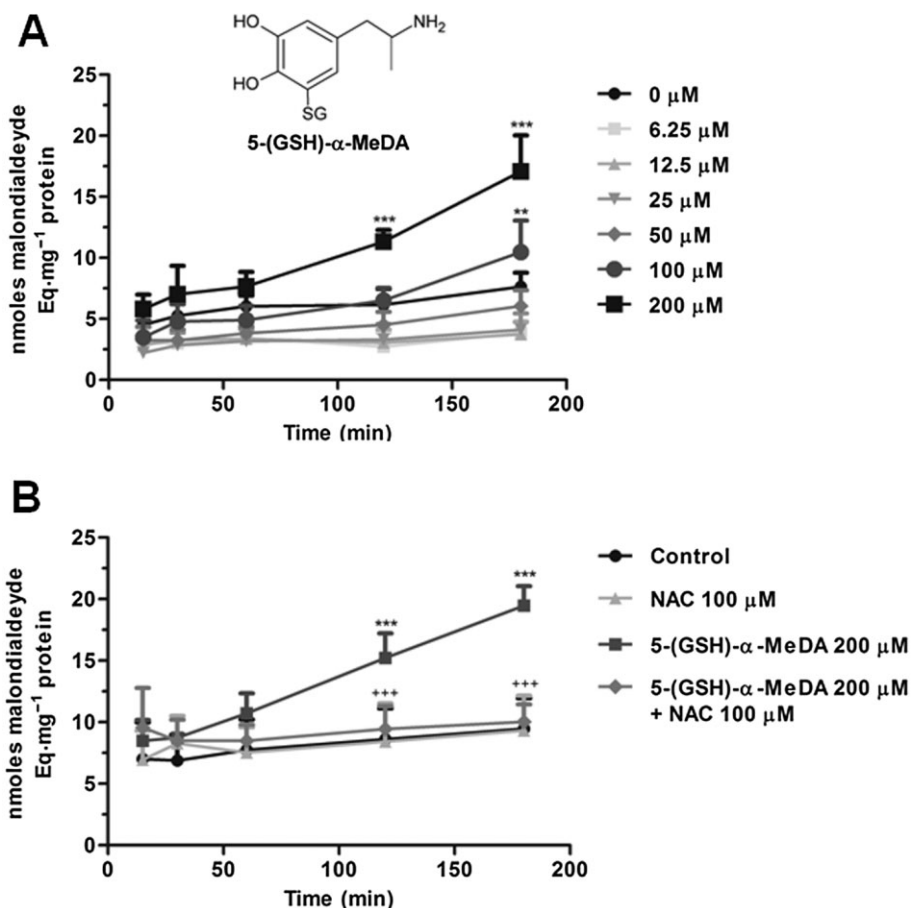 A
HO
NH₂
HO
SG
5-(GSH)-α-MeDA
nmoles malondialdeyde
Eq·mg⁻¹ protein
25
20
15
10
5
0
***
***
**
0
50
100
150
200
Time (min)
0 μM
6.25 μM
12.5 μM
25 μM
50 μM
100 μM
200 μM
B
nmoles malondialdeyde
Eq·mg⁻¹ protein
25
20
15
10
5
0
***
***
+++
+++
0
50
100
150
200
Time (min)
Control
NAC 100 μM
5-(GSH)-α-MeDA 200 μM
5-(GSH)-α-MeDA 200 μM
+ NAC 100 μM